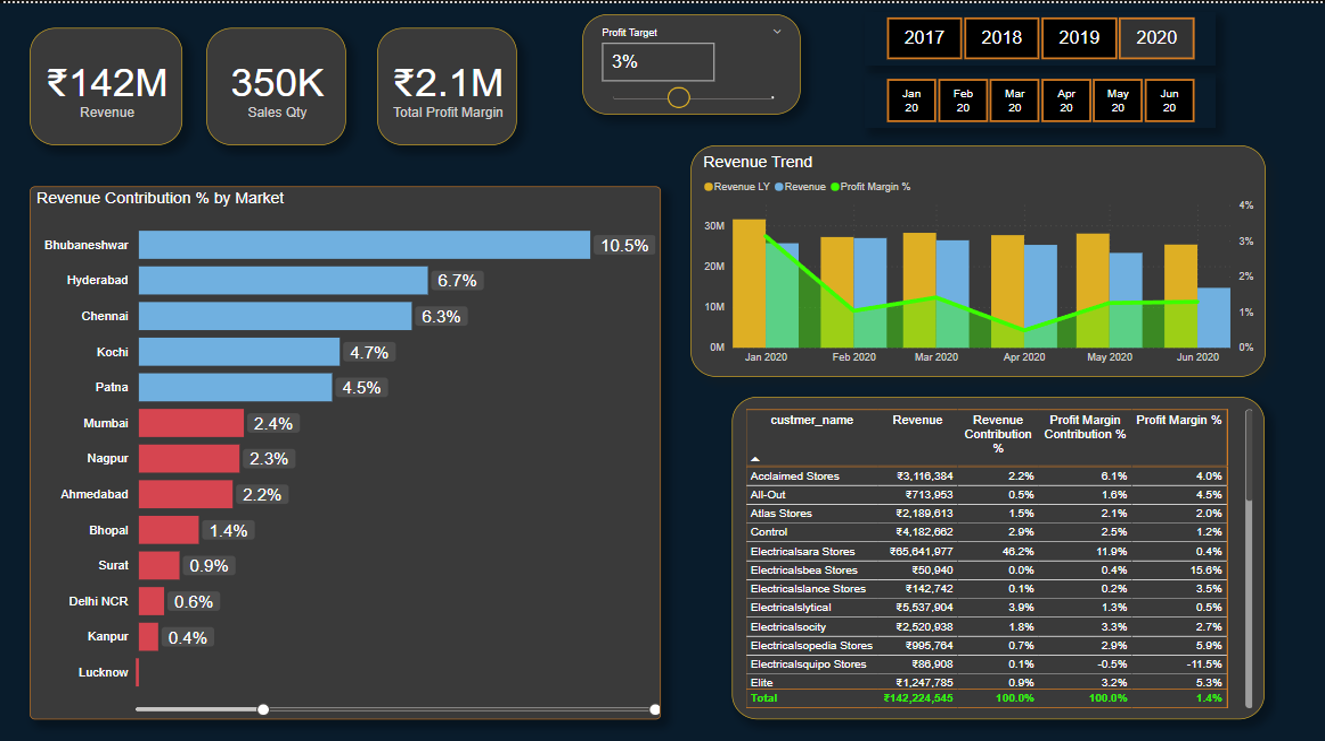 ₹142M
Revenue
350K
Sales Qty
₹2.1M
Total Profit Margin
Profit Target
3%
2017 2018 2019 2020
Jan 20 Feb 20 Mar 20 Apr 20 May 20 Jun 20
Revenue Contribution % by Market
Bhubaneshwar 10.5%
Hyderabad 6.7%
Chennai 6.3%
Kochi 4.7%
Patna 4.5%
Mumbai 2.4%
Nagpur 2.3%
Ahmedabad 2.2%
Bhopal 1.4%
Surat 0.9%
Delhi NCR 0.6%
Kanpur 0.4%
Lucknow
Revenue Trend
Revenue LY Revenue Profit Margin %
30M
20M
10M
0M
4%
3%
2%
1%
0%
Jan 2020 Feb 2020 Mar 2020 Apr 2020 May 2020 Jun 2020
custmer_name Revenue Revenue Contribution % Profit Margin Contribution % Profit Margin %
Acclaimed Stores ₹3,116,384 2.2% 6.1% 4.0%
All-Out ₹713,953 0.5% 1.6% 4.5%
Atlas Stores ₹2,189,613 1.5% 2.1% 2.0%
Control ₹4,182,662 2.9% 2.5% 1.2%
Electricalsara Stores ₹65,641,977 46.2% 11.9% 0.4%
Electricalsbea Stores ₹50,940 0.0% 0.4% 15.6%
Electricalslance Stores ₹142,742 0.1% 0.2% 3.5%
Electricalslytical ₹5,537,904 3.9% 1.3% 0.5%
Electricalsocity ₹2,520,938 1.8% 3.3% 2.7%
Electricalsopedia Stores ₹995,764 0.7% 2.9% 5.9%
Electricalsquipo Stores ₹86,908 0.1% -0.5% -11.5%
Elite ₹1,247,785 0.9% 3.2% 5.3%
Total ₹142,224,545 100.0% 100.0% 1.4%